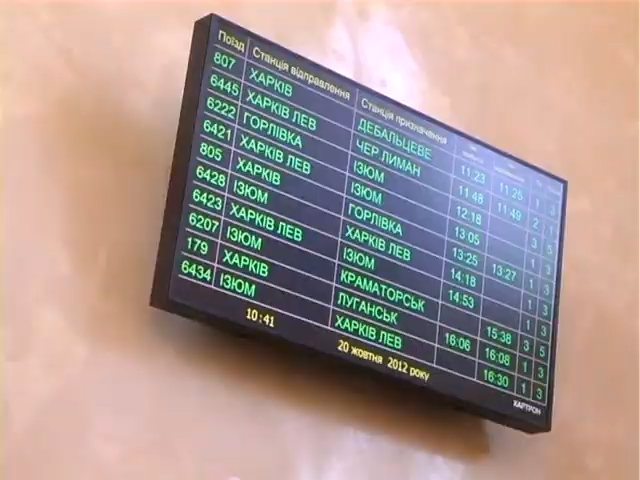 Поїзд Станція відправлення Станція призначення
807 ХАРКІВ ДЕБАЛЬЦЕВЕ 11:23 11:25 1 3
6445 ХАРКІВ ЛЕВ ЧЕР ЛИМАН 11:48 11:49 2 1
6222 ГОРЛІВКА ІЗЮМ 12:18 3 5
6421 ХАРКІВ ЛЕВ ІЗЮМ 13:05 1 3
805 ХАРКІВ ГОРЛІВКА 13:25 13:27 1 3
6428 ІЗЮМ ХАРКІВ ЛЕВ 14:18 1 3
6423 ХАРКІВ ЛЕВ ІЗЮМ 14:53 1 3
6207 ІЗЮМ КРАМАТОРСЬК 15:38 3 5
179 ХАРКІВ ЛУГАНСЬК 16:06 16:08 1 3
6434 ІЗЮМ ХАРКІВ ЛЕВ 16:30 1 3
10:41 20 жовтня 2012 року
ХАРТРОН